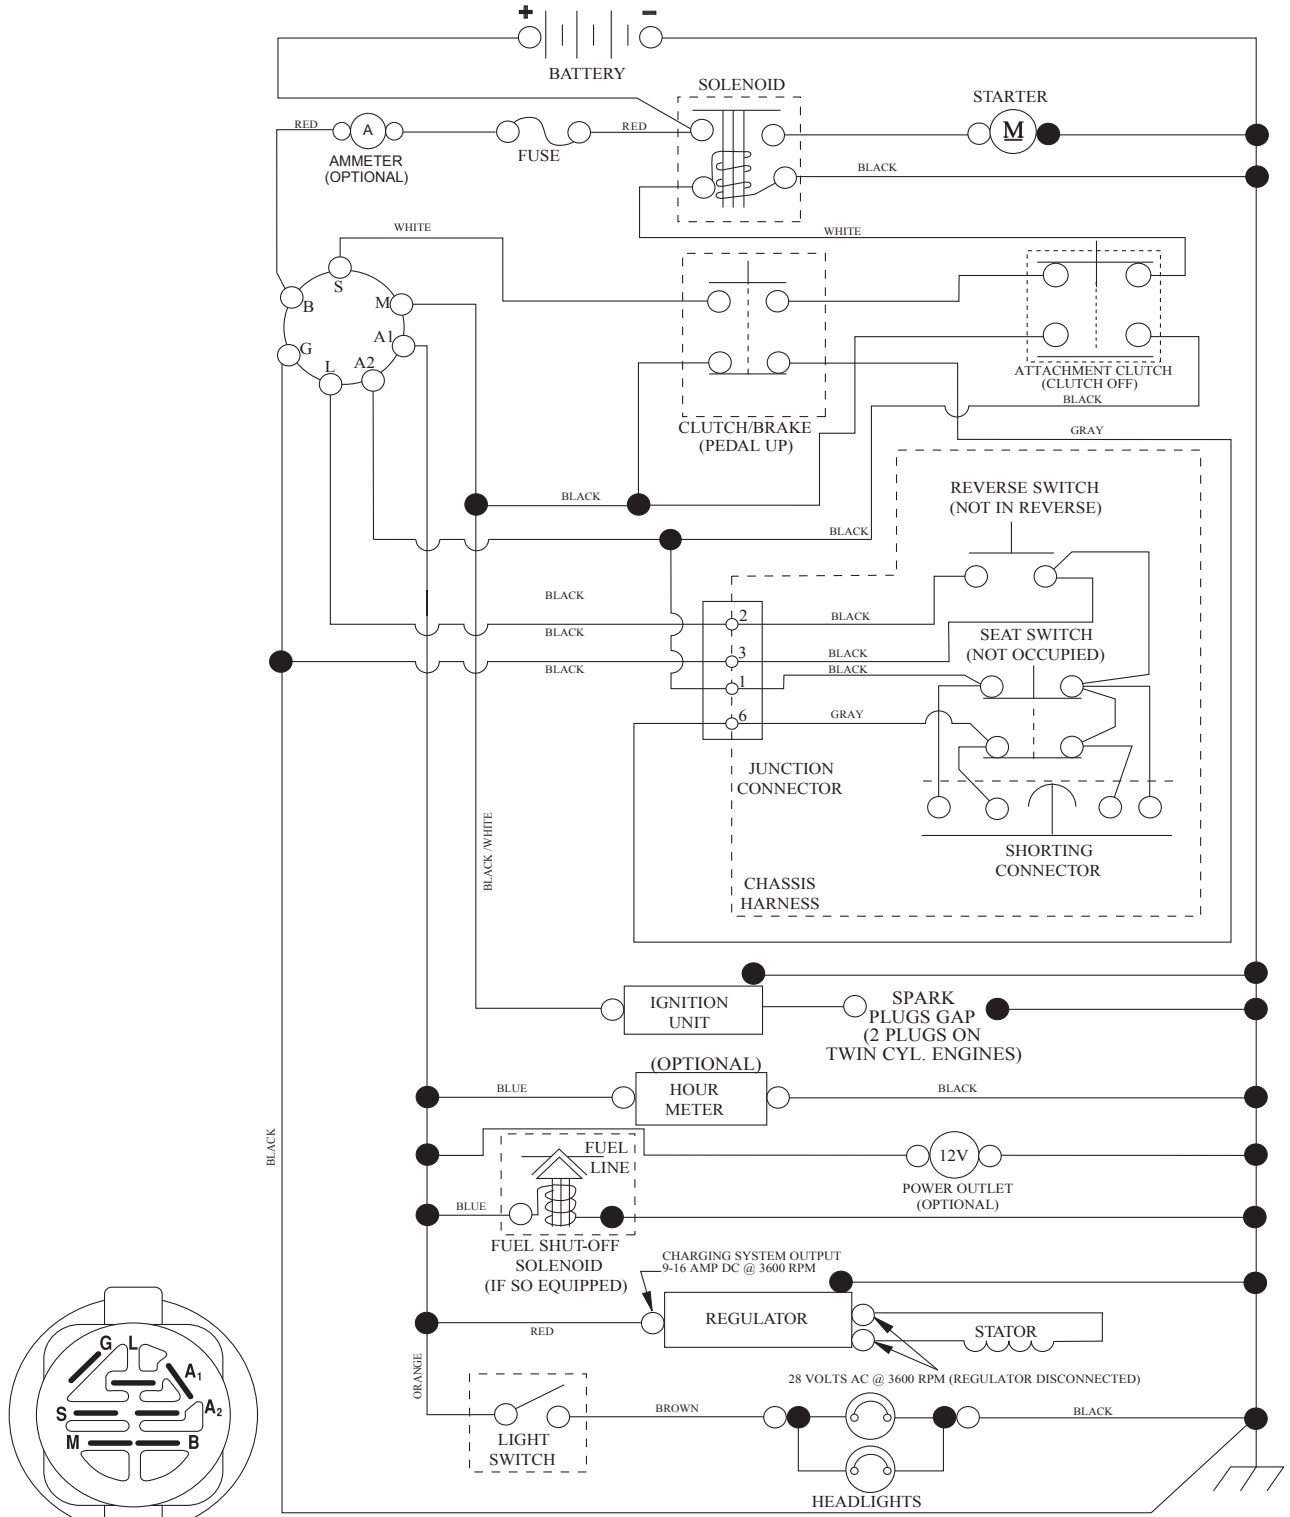 + −
BATTERY
SOLENOID
STARTER
RED
A
RED
M
FUSE
AMMETER
(OPTIONAL)
BLACK
WHITE
WHITE
S
B
M
A1
G
L
A2
ATTACHMENT CLUTCH
(CLUTCH OFF)
BLACK
CLUTCH/BRAKE
(PEDAL UP)
GRAY
REVERSE SWITCH
(NOT IN REVERSE)
BLACK
BLACK
BLACK
2
BLACK
BLACK
SEAT SWITCH
(NOT OCCUPIED)
3
BLACK
BLACK
BLACK
1
6
GRAY
JUNCTION
CONNECTOR
BLACK /WHITE
SHORTING
CONNECTOR
CHASSIS
HARNESS
IGNITION
UNIT
SPARK
PLUGS GAP
(2 PLUGS ON
TWIN CYL. ENGINES)
(OPTIONAL)
BLUE
HOUR
METER
BLACK
BLACK
FUEL
LINE
12V
POWER OUTLET
(OPTIONAL)
BLUE
FUEL SHUT-OFF
SOLENOID
(IF SO EQUIPPED)
CHARGING SYSTEM OUTPUT
9-16 AMP DC @ 3600 RPM
REGULATOR
RED
STATOR
ORANGE
28 VOLTS AC @ 3600 RPM (REGULATOR DISCONNECTED)
BROWN
BLACK
LIGHT
SWITCH
HEADLIGHTS
G L
A1
A2
S
M
B